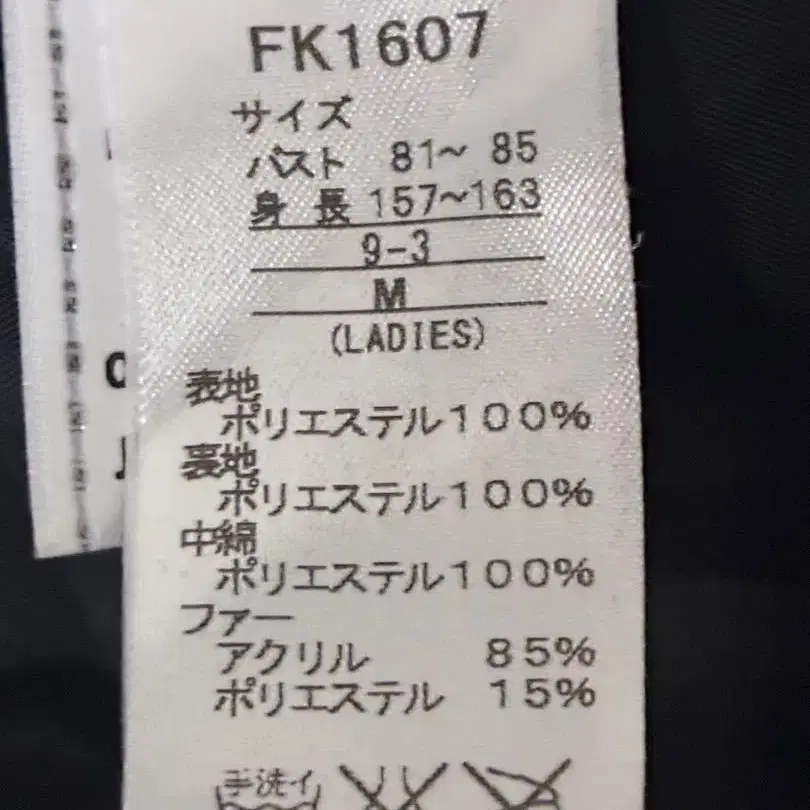 FK1607
サイズ
バスト 81～ 85
身 長 157～163
9-3
M
(LADIES)
表地
ポリエステル１００％
裏地
ポリエステル１００％
中綿
ポリエステル１００％
ファー
アクリル ８５％
ポリエステル １５％
手洗イ